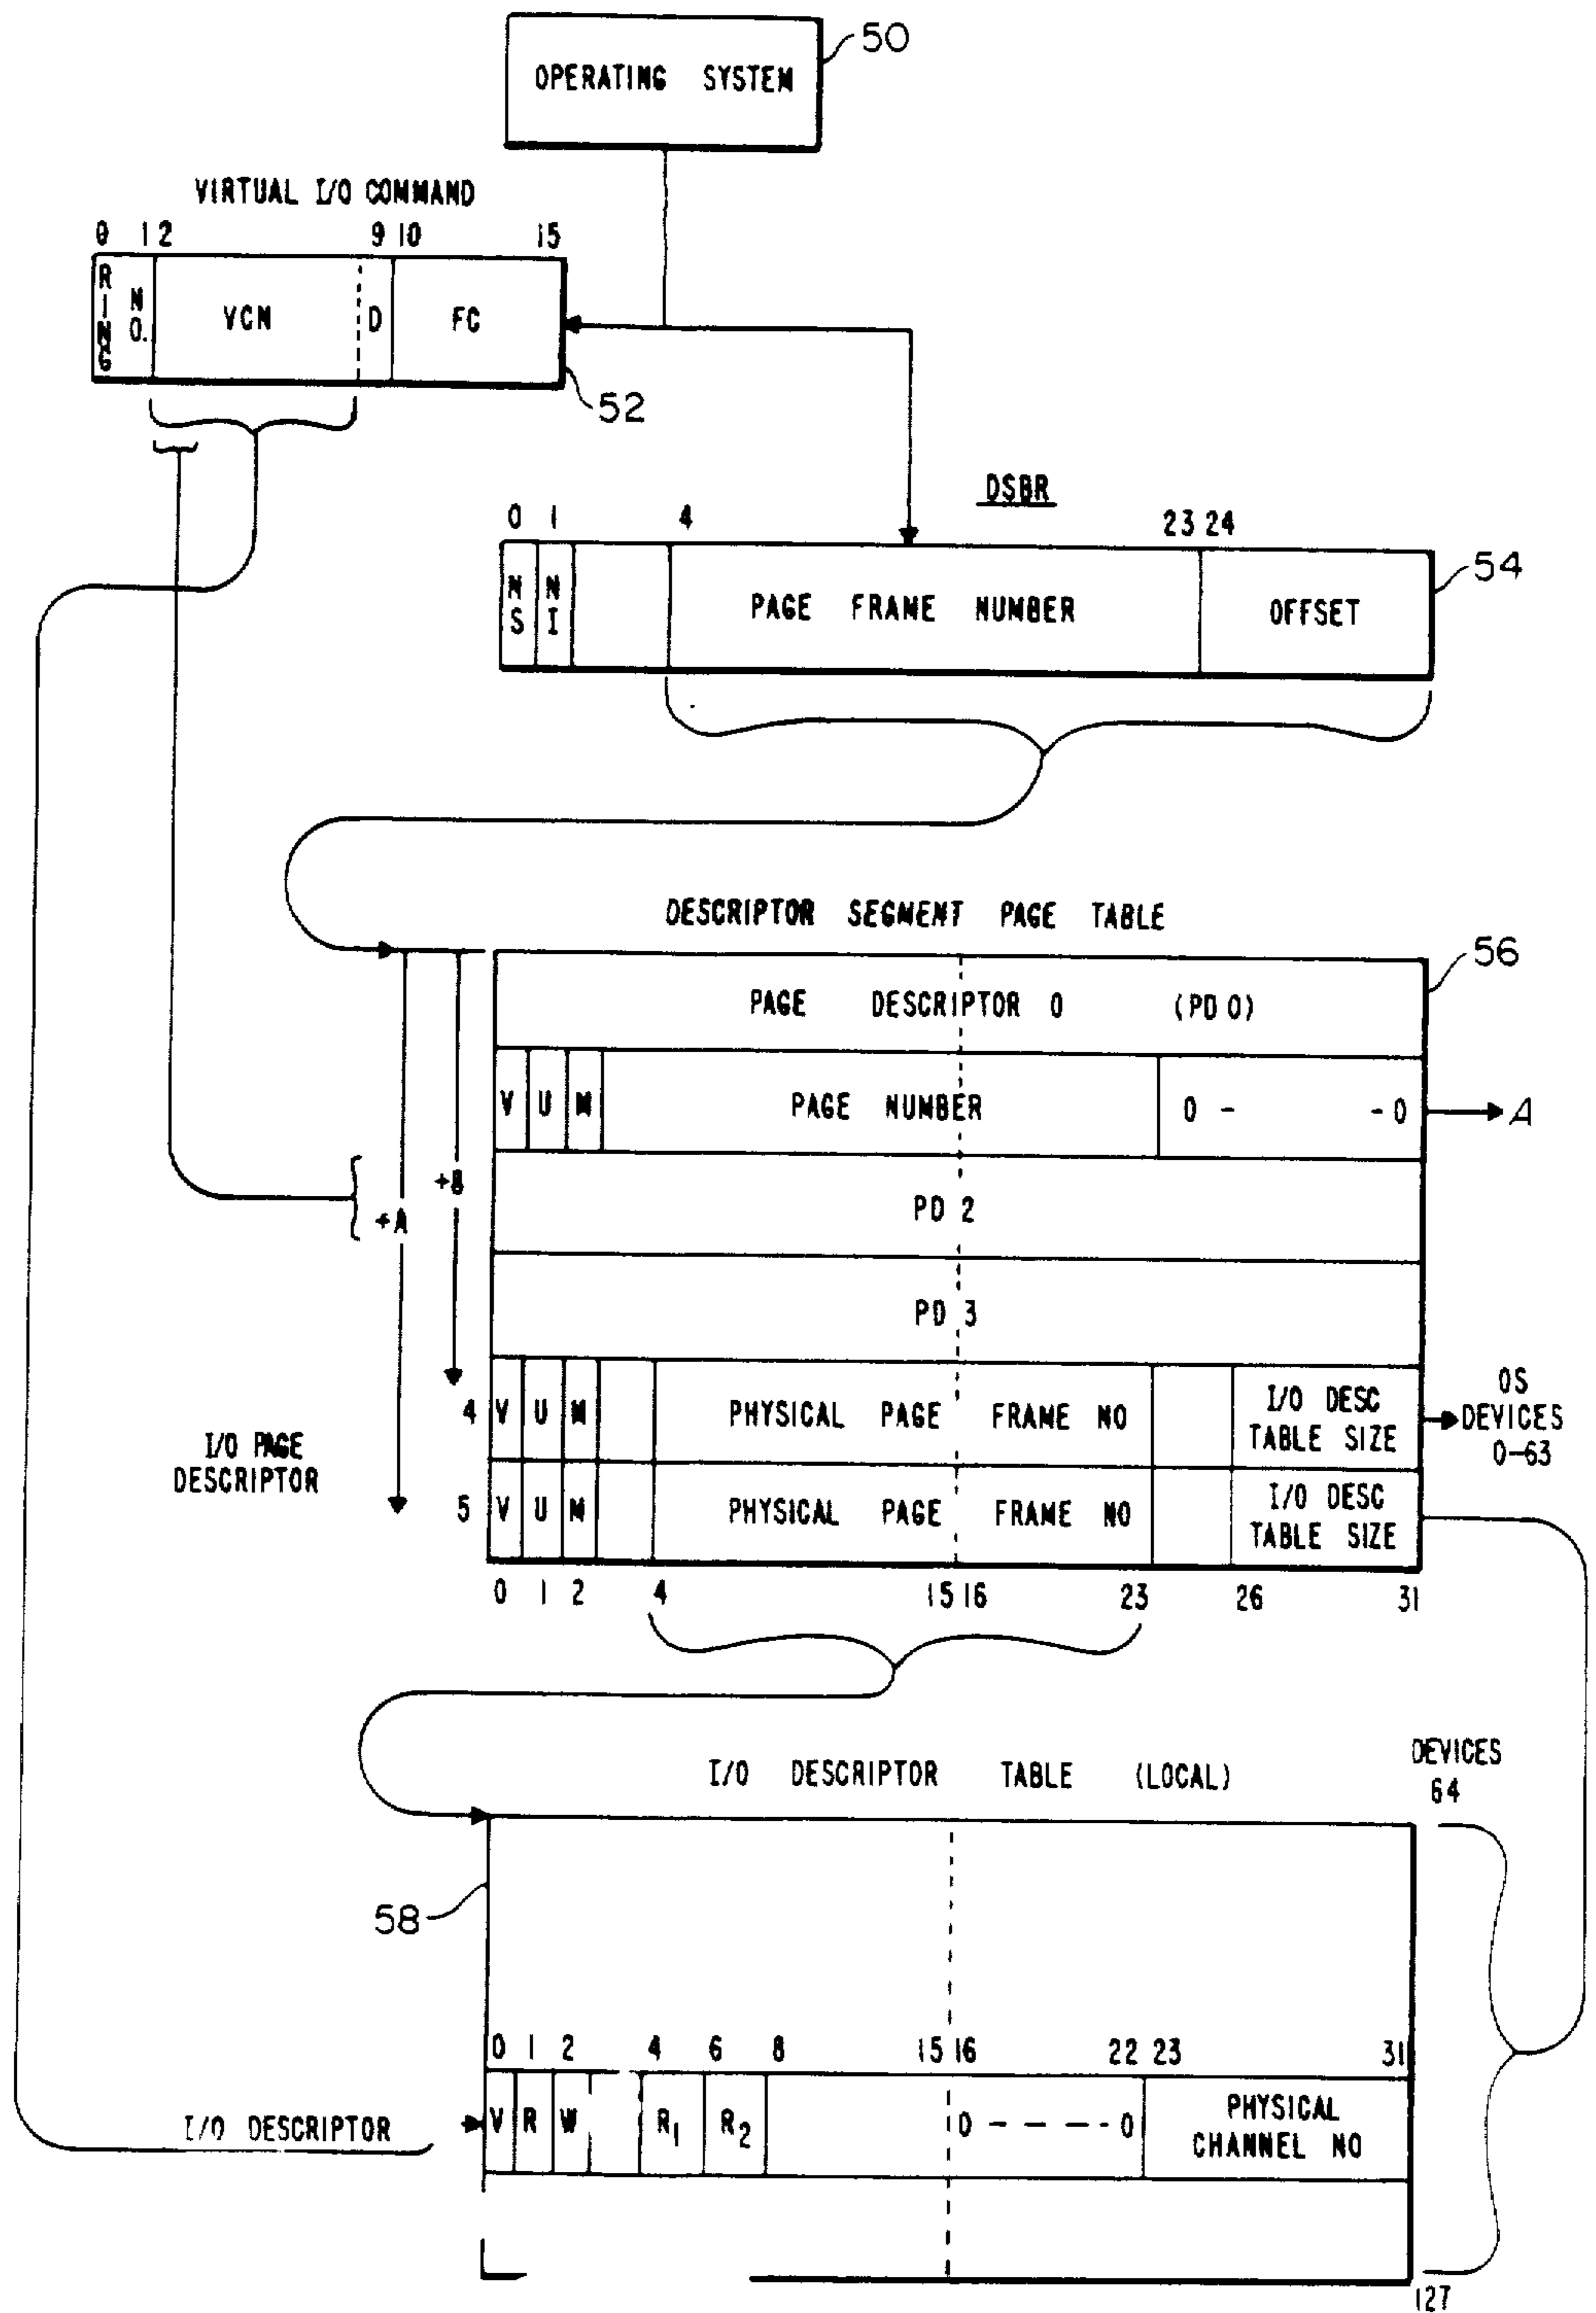 OPERATING SYSTEM
50
VIRTUAL I/O COMMAND
0 1 2 9 10 15
RING NO. VCN D FC
52
DSBR
0 1 4 23 24
NS NI PAGE FRAME NUMBER OFFSET
54
DESCRIPTOR SEGMENT PAGE TABLE
56
PAGE DESCRIPTOR 0 (PD 0)
V U M PAGE NUMBER 0 - - 0 A
+B
+A
PD 2
PD 3
4 V U M PHYSICAL PAGE FRAME NO I/O DESC TABLE SIZE
OS DEVICES 0-63
I/O PAGE DESCRIPTOR
5 V U M PHYSICAL PAGE FRAME NO I/O DESC TABLE SIZE
0 1 2 4 15 16 23 26 31
I/O DESCRIPTOR TABLE (LOCAL)
DEVICES 64
58
0 1 2 4 6 8 15 16 22 23 31
I/O DESCRIPTOR V R W R1 R2 0 - - - - 0 PHYSICAL CHANNEL NO
127